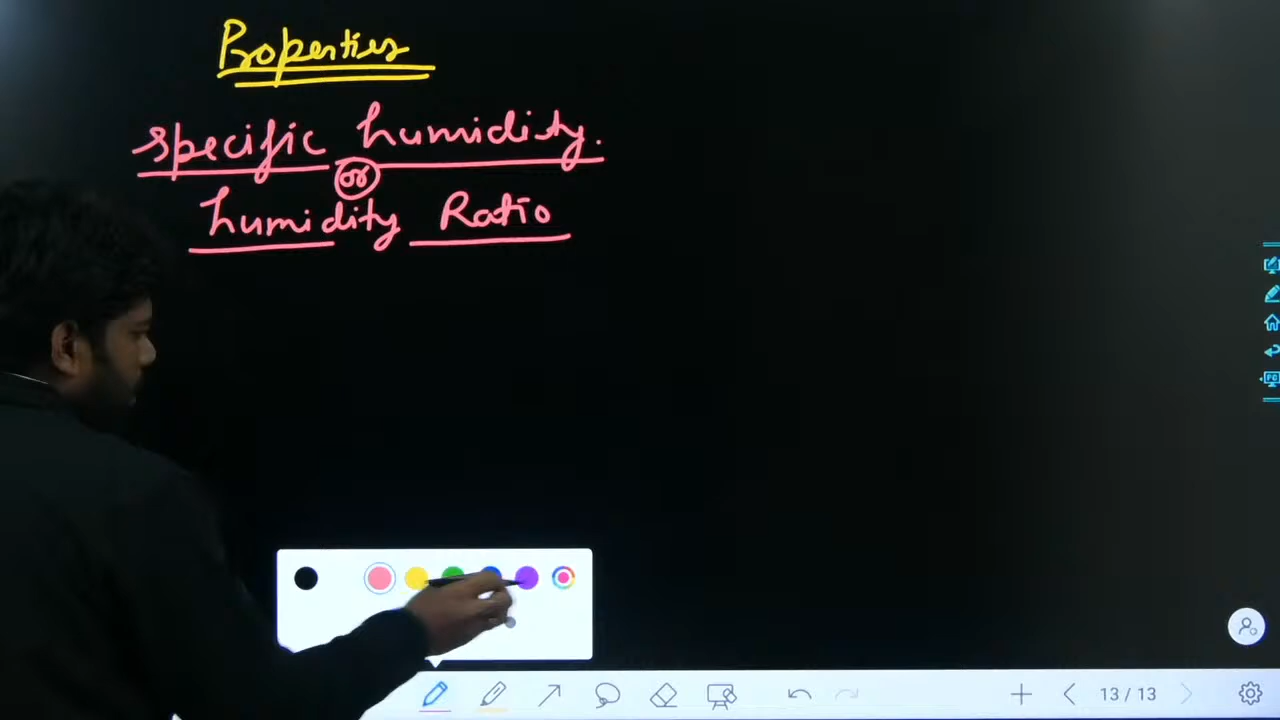 Properties
specific humidity.
or
humidity Ratio
13 / 13